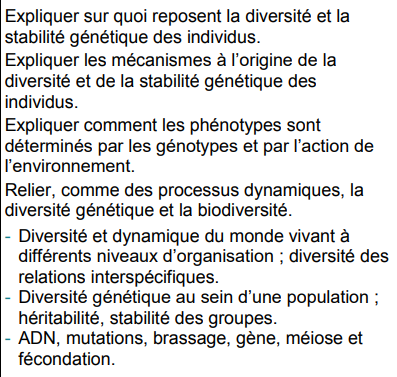 Expliquer sur quoi reposent la diversité et la
stabilité génétique des individus.
Expliquer les mécanismes à l'origine de la
diversité et de la stabilité génétique des
individus.
Expliquer comment les phénotypes sont
déterminés par les génotypes et par l'action de
l'environnement.
Relier, comme des processus dynamiques, la
diversité génétique et la biodiversité.
- Diversité et dynamique du monde vivant à
différents niveaux d'organisation ; diversité des
relations interspécifiques.
- Diversité génétique au sein d'une population ;
héritabilité, stabilité des groupes.
- ADN, mutations, brassage, gène, méiose et
fécondation.